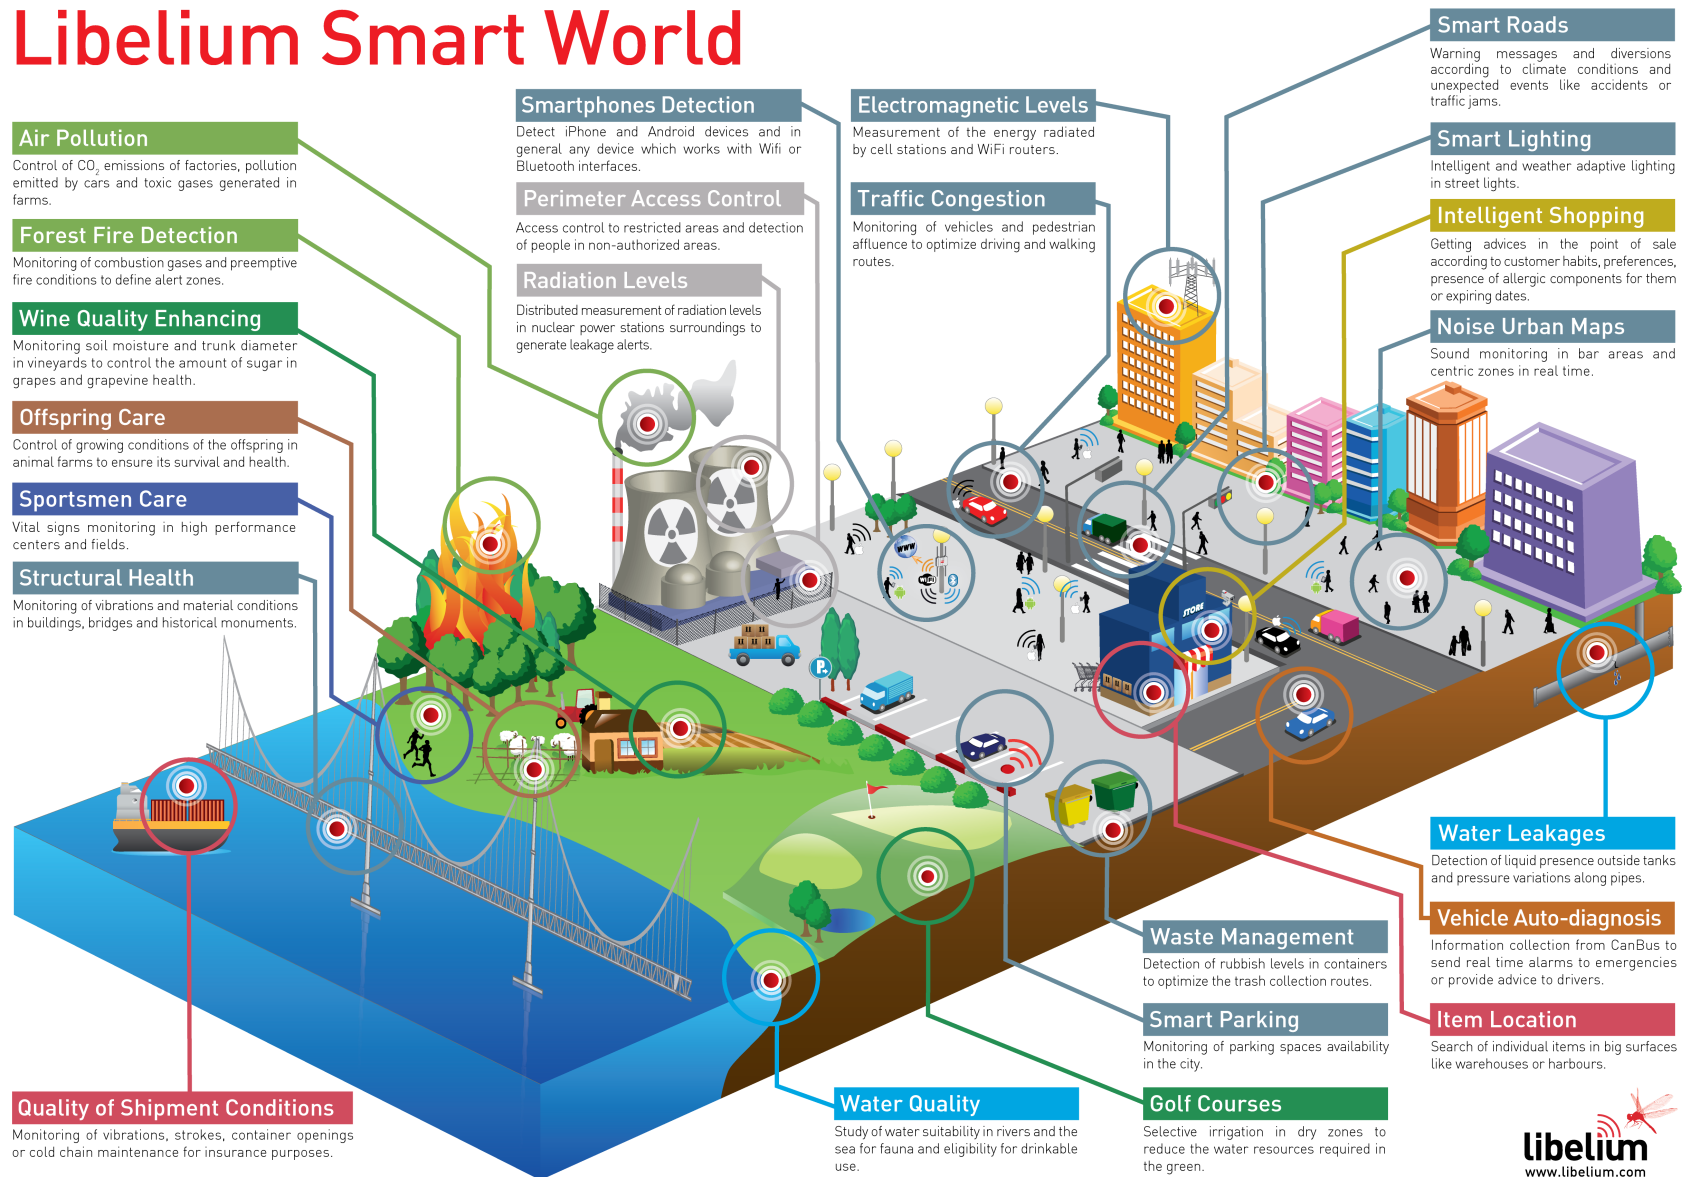 Libelium Smart World
Air Pollution
Control of CO2 emissions of factories, pollution
emitted by cars and toxic gases generated in
farms.
Forest Fire Detection
Monitoring of combustion gases and preemptive
fire conditions to define alert zones.
Wine Quality Enhancing
Monitoring soil moisture and trunk diameter
in vineyards to control the amount of sugar in
grapes and grapevine health.
Offspring Care
Control of growing conditions of the offspring in
animal farms to ensure its survival and health.
Sportsmen Care
Vital signs monitoring in high performance
centers and fields.
Structural Health
Monitoring of vibrations and material conditions
in buildings, bridges and historical monuments.
Quality of Shipment Conditions
Monitoring of vibrations, strokes, container openings
or cold chain maintenance for insurance purposes.
Smartphones Detection
Detect iPhone and Android devices and in
general any device which works with Wifi or
Bluetooth interfaces.
Perimeter Access Control
Access control to restricted areas and detection
of people in non-authorized areas.
Radiation Levels
Distributed measurement of radiation levels
in nuclear power stations surroundings to
generate leakage alerts.
Electromagnetic Levels
Measurement of the energy radiated
by cell stations and WiFi routers.
Traffic Congestion
Monitoring of vehicles and pedestrian
affluence to optimize driving and walking
routes.
Smart Roads
Warning messages and diversions
according to climate conditions and
unexpected events like accidents or
traffic jams.
Smart Lighting
Intelligent and weather adaptive lighting
in street lights.
Intelligent Shopping
Getting advices in the point of sale
according to customer habits, preferences,
presence of allergic components for them
or expiring dates.
Noise Urban Maps
Sound monitoring in bar areas and
centric zones in real time.
WWW
WiFi
STORE
P
Water Leakages
Detection of liquid presence outside tanks
and pressure variations along pipes.
Vehicle Auto-diagnosis
Information collection from CanBus to
send real time alarms to emergencies
or provide advice to drivers.
Item Location
Search of individual items in big surfaces
like warehouses or harbours.
Waste Management
Detection of rubbish levels in containers
to optimize the trash collection routes.
Smart Parking
Monitoring of parking spaces availability
in the city.
Golf Courses
Selective irrigation in dry zones to
reduce the water resources required in
the green.
Water Quality
Study of water suitability in rivers and the
sea for fauna and eligibility for drinkable
use.
libelium
www.libelium.com